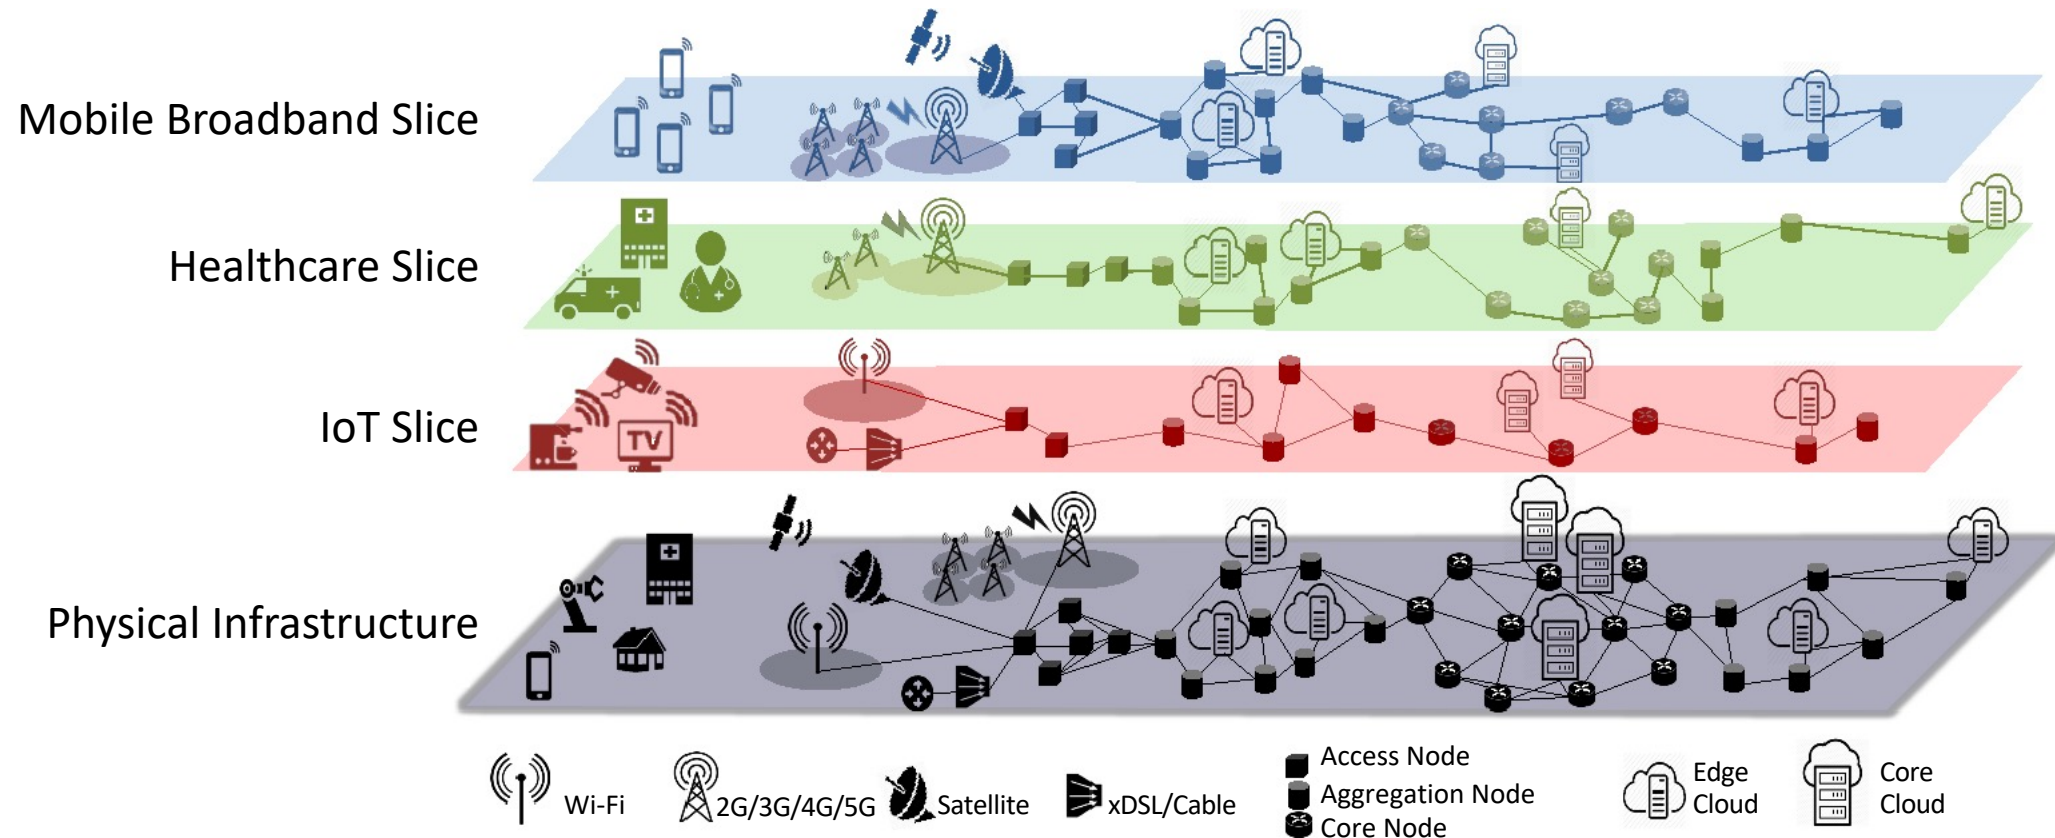 Mobile Broadband Slice
Healthcare Slice
IoT Slice
TV
Physical Infrastructure
Wi-Fi
2G/3G/4G/5G
Satellite
xDSL/Cable
Access Node
Aggregation Node
Core Node
Edge
Cloud
Core
Cloud